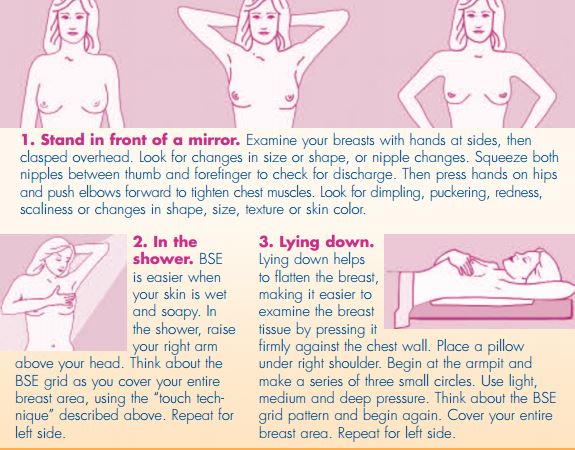 1. Stand in front of a mirror. Examine your breasts with hands at sides, then
clasped overhead. Look for changes in size or shape, or nipple changes. Squeeze both
nipples between thumb and forefinger to check for discharge. Then press hands on hips
and push elbows forward to tighten chest muscles. Look for dimpling, puckering, redness,
scaliness or changes in shape, size, texture or skin color.
2. In the
shower. BSE
is easier when
your skin is wet
and soapy. In
the shower, raise
your right arm
above your head. Think about the
BSE grid as you cover your entire
breast area, using the "touch tech-
nique" described above. Repeat for
left side.
3. Lying down.
Lying down helps
to flatten the breast,
making it easier to
examine the breast
tissue by pressing it
firmly against the chest wall. Place a pillow
under right shoulder. Begin at the armpit and
make a series of three small circles. Use light,
medium and deep pressure. Think about the BSE
grid pattern and begin again. Cover your entire
breast area. Repeat for left side.